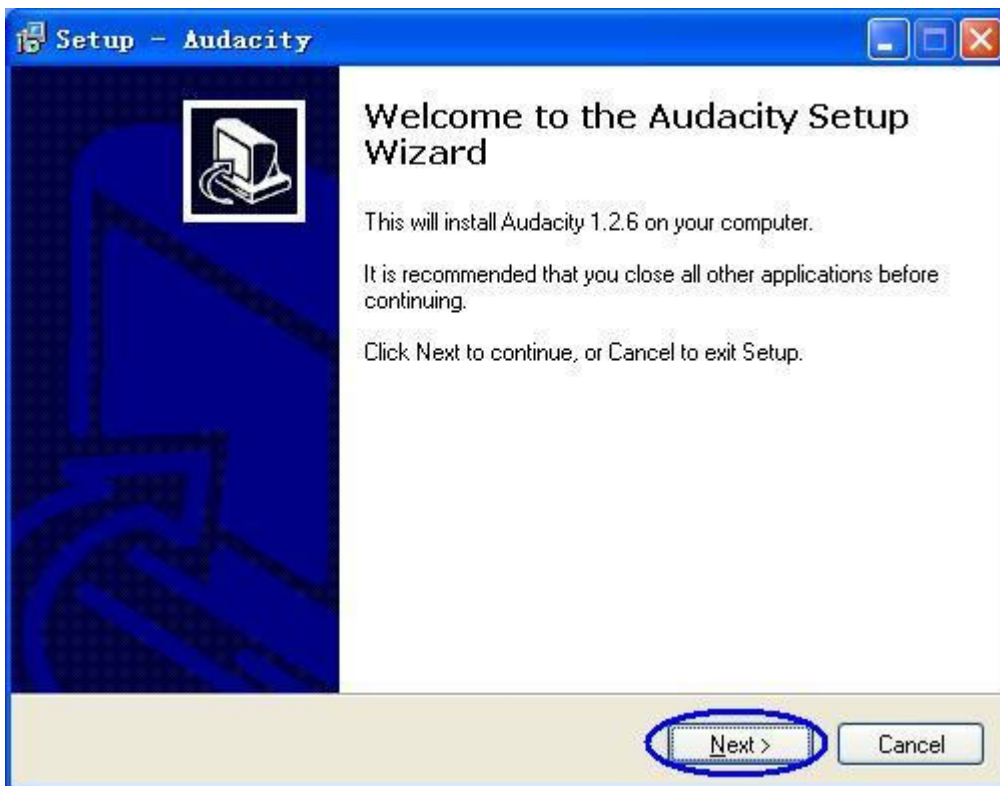 Setup - Audacity
Welcome to the Audacity Setup
Wizard
This will install Audacity 1.2.6 on your computer.
It is recommended that you close all other applications before
continuing.
Click Next to continue, or Cancel to exit Setup.
Next >
Cancel